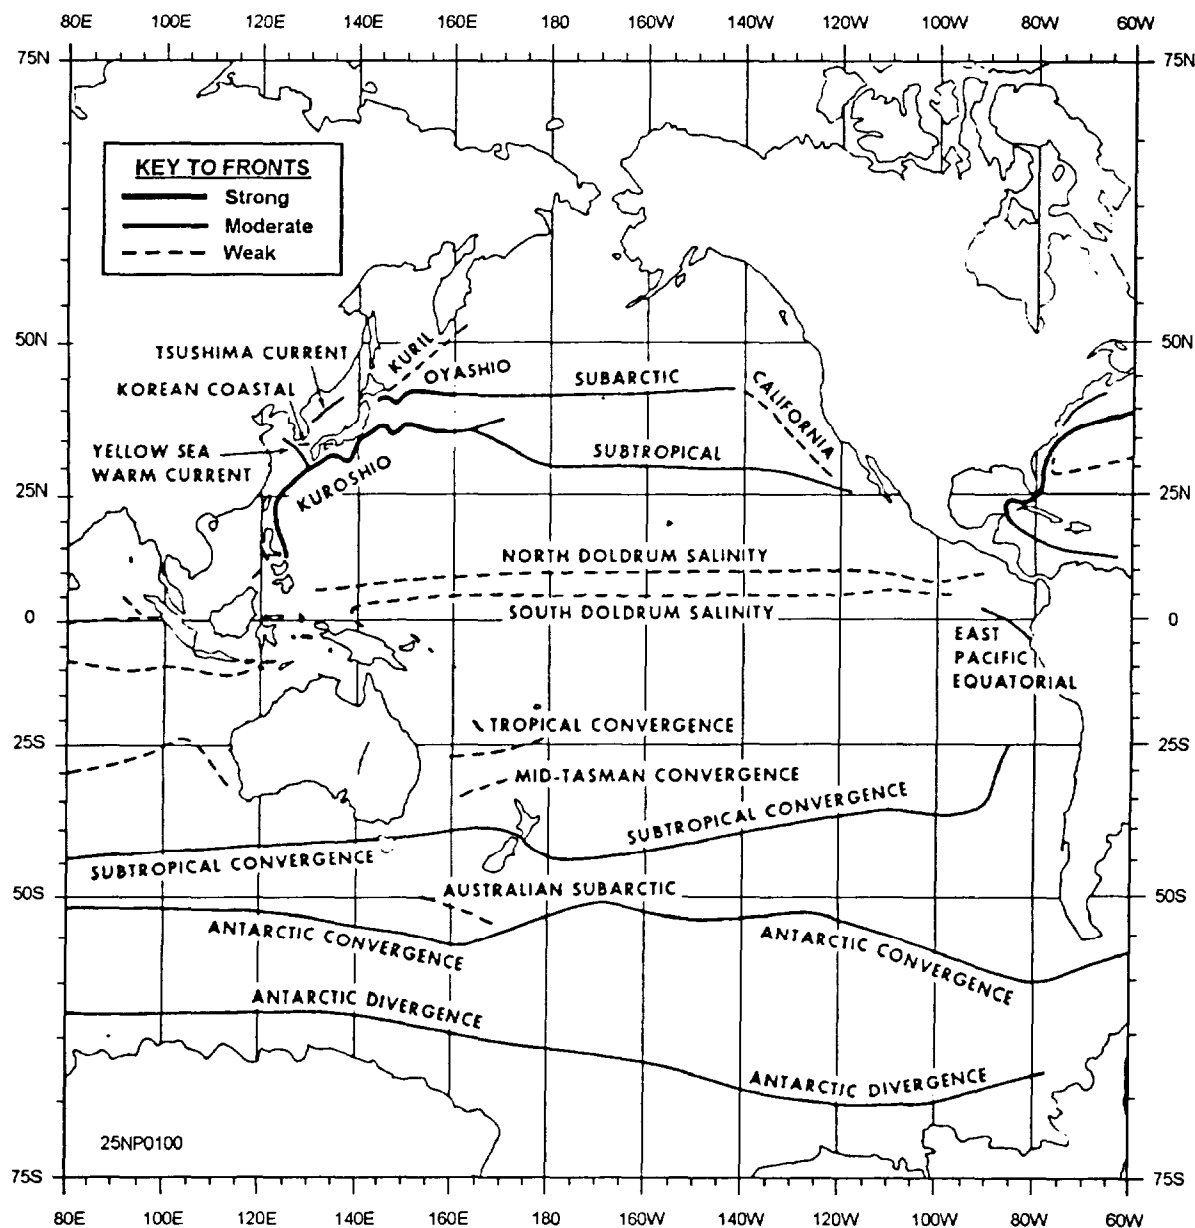 80E 100E 120E 140E 160E 180 160W 140W 120W 100W 80W 60W
75N 75N
KEY TO FRONTS
Strong
Moderate
Weak
50N 50N
TSUSHIMA CURRENT
KURIL
OYASHIO
KOREAN COASTAL
SUBARCTIC
CALIFORNIA
YELLOW SEA
WARM CURRENT
SUBTROPICAL
KUROSHIO
25N 25N
NORTH DOLDRUM SALINITY
0 0
SOUTH DOLDRUM SALINITY
EAST
PACIFIC
EQUATORIAL
TROPICAL CONVERGENCE
25S 25S
MID-TASMAN CONVERGENCE
SUBTROPICAL CONVERGENCE
SUBTROPICAL CONVERGENCE
AUSTRALIAN SUBARCTIC
50S 50S
ANTARCTIC CONVERGENCE
ANTARCTIC CONVERGENCE
ANTARCTIC DIVERGENCE
ANTARCTIC DIVERGENCE
25NP0100
75S 75S
80E 100E 120E 140E 160E 180 160W 140W 120W 100W 80W 60W